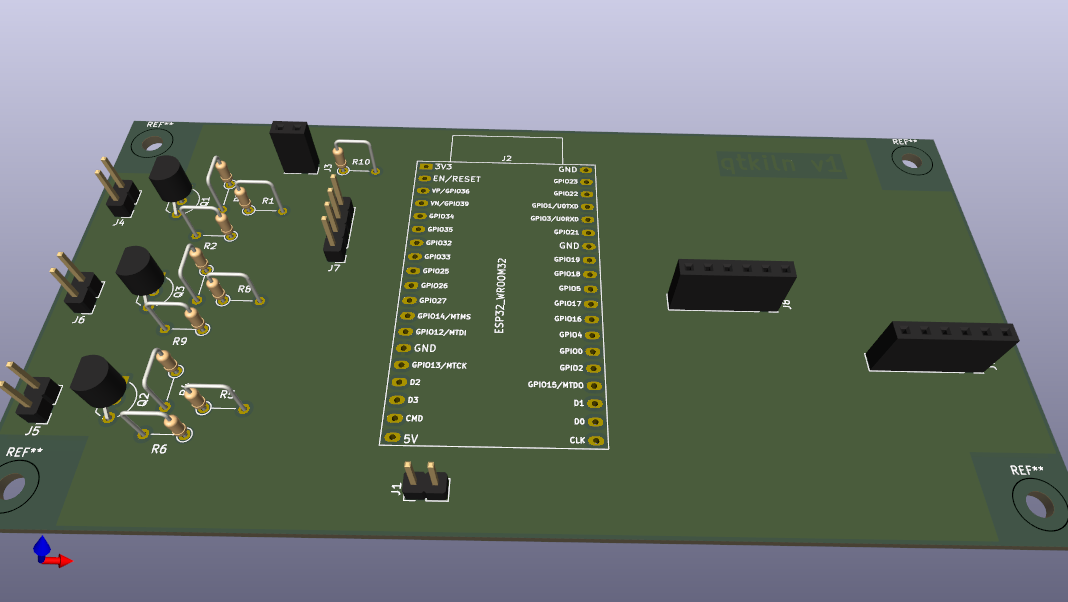 REF**
REF**
qtkiln v1
J2
J3
R10
J4
Q1
R1
R2
J7
J6
Q3
R6
R9
J5
Q2
R5
R6
3V3
EN/RESET
VP/GPIO36
VN/GPIO39
GPIO34
GPIO35
GPIO32
GPIO33
GPIO25
GPIO26
GPIO27
GPIO14/MTMS
GPIO12/MTDI
GND
GPIO13/MTCK
D2
D3
CMD
5V
ESP32_WROOM32
GND
GPIO23
GPIO22
GPIO1/U0TXD
GPIO3/U0RXD
GPIO21
GND
GPIO19
GPIO18
GPIO5
GPIO17
GPIO16
GPIO4
GPIO0
GPIO2
GPIO15/MTDO
D1
D0
CLK
J8
J1
REF**
REF**